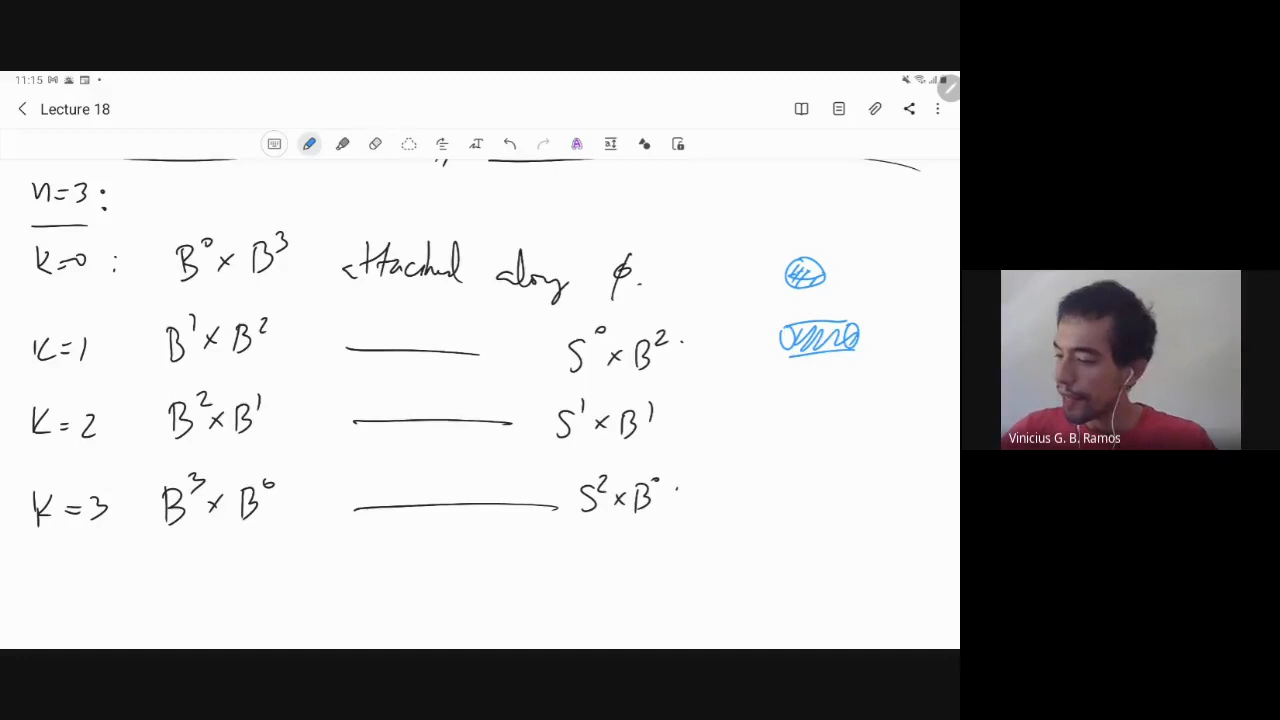 11:15
Lecture 18
n=3:
K=0: B⁰ × B³ attached along ϕ.
K=1 B¹ × B² ——— S⁰ × B².
K=2 B² × B¹ ——— S¹ × B¹
K=3 B³ × B⁰ ——— S² × B⁰.
Vinicius G. B. Ramos